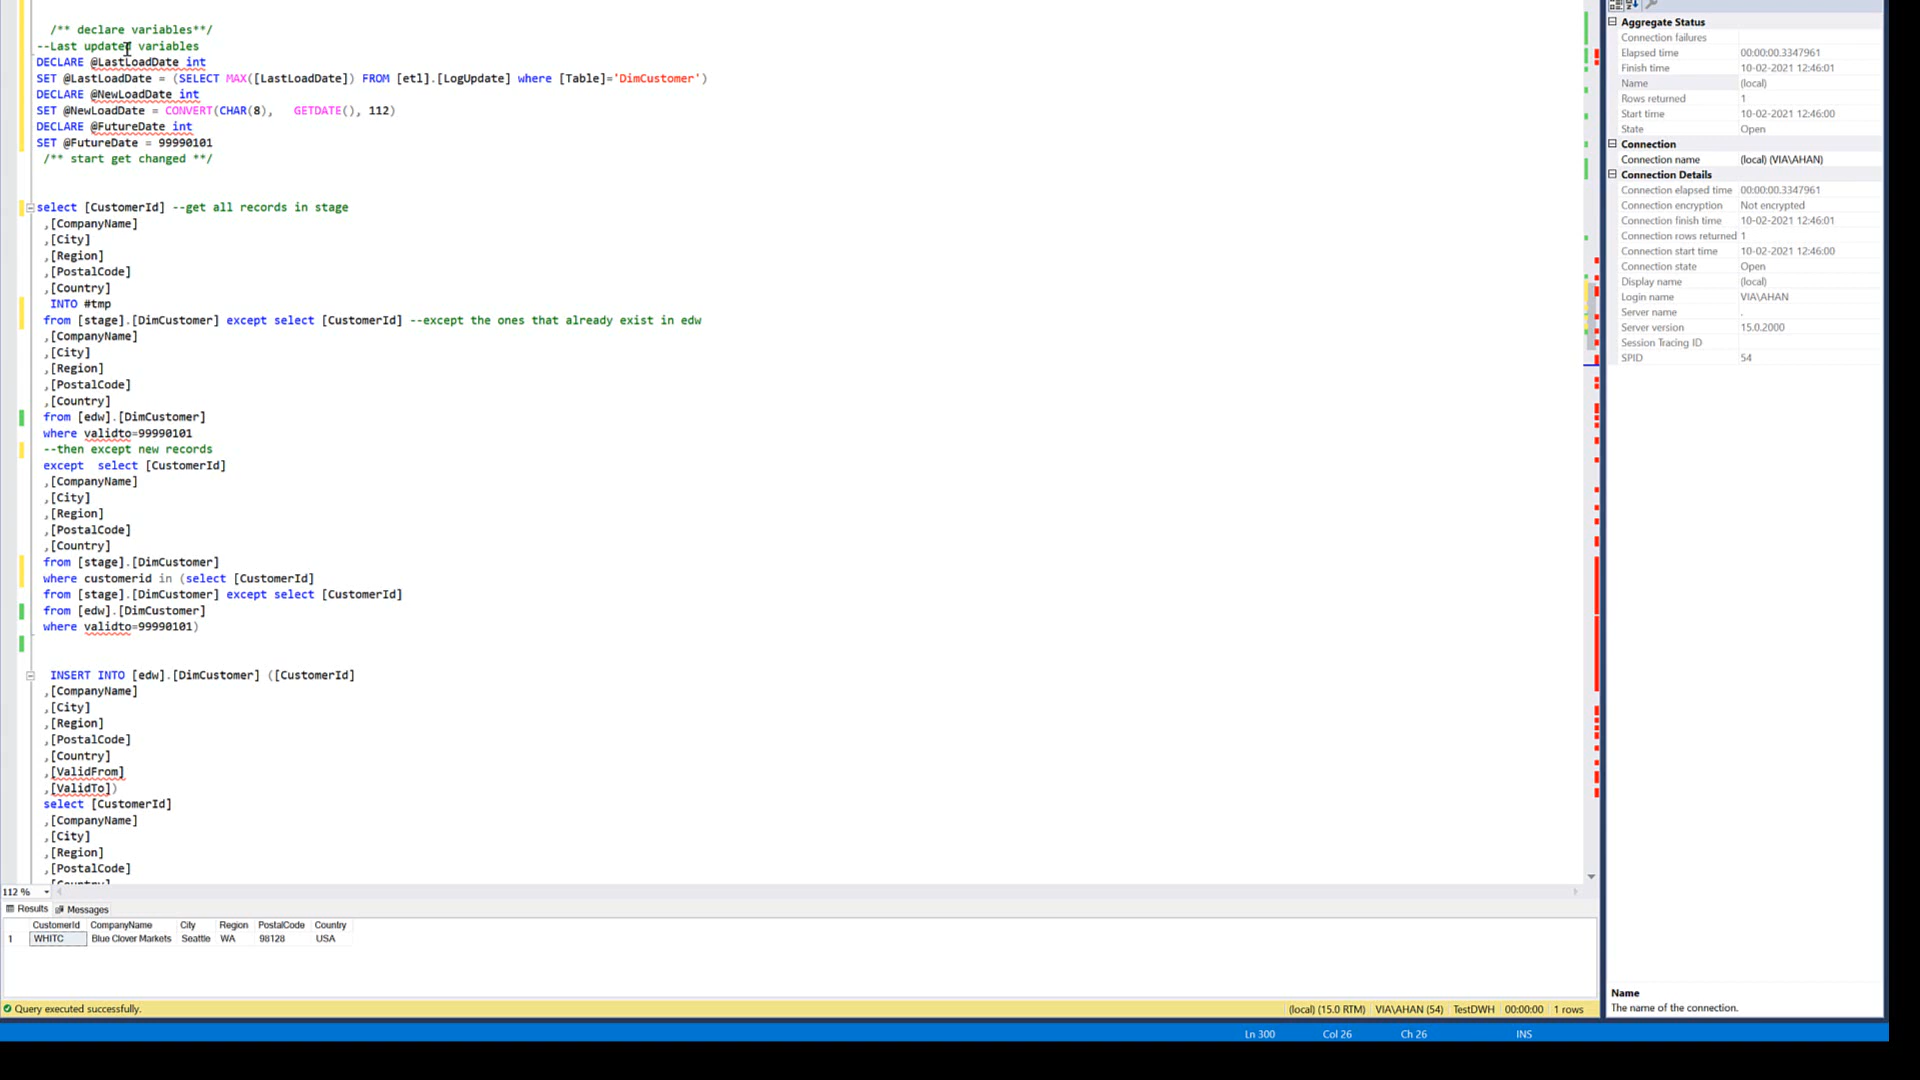 /** declare variables**/
--Last updated variables
DECLARE @LastLoadDate int
SET @LastLoadDate = (SELECT MAX([LastLoadDate]) FROM [etl].[LogUpdate] where [Table]='DimCustomer')
DECLARE @NewLoadDate int
SET @NewLoadDate = CONVERT(CHAR(8),   GETDATE(), 112)
DECLARE @FutureDate int
SET @FutureDate = 99990101
/** start get changed **/
select [CustomerId] --get all records in stage
,[CompanyName]
,[City]
,[Region]
,[PostalCode]
,[Country]
INTO #tmp
from [stage].[DimCustomer] except select [CustomerId] --except the ones that already exist in edw
,[CompanyName]
,[City]
,[Region]
,[PostalCode]
,[Country]
from [edw].[DimCustomer]
where validto=99990101
--then except new records
except  select [CustomerId]
,[CompanyName]
,[City]
,[Region]
,[PostalCode]
,[Country]
from [stage].[DimCustomer]
where customerid in (select [CustomerId]
from [stage].[DimCustomer] except select [CustomerId]
from [edw].[DimCustomer]
where validto=99990101)
INSERT INTO [edw].[DimCustomer] ([CustomerId]
,[CompanyName]
,[City]
,[Region]
,[PostalCode]
,[Country]
,[ValidFrom]
,[ValidTo])
select [CustomerId]
,[CompanyName]
,[City]
,[Region]
,[PostalCode]
,[Country]
112 %
Results Messages
CustomerId CompanyName City Region PostalCode Country
1 WHITC Blue Clover Markets Seattle WA 98128 USA
Query executed successfully. (local) (15.0 RTM) VIA\AHAN (54) TestDWH 00:00:00 1 rows
Ln 300 Col 26 Ch 26 INS
Aggregate Status
Connection failures
Elapsed time 00:00:00.3347961
Finish time 10-02-2021 12:46:01
Name (local)
Rows returned 1
Start time 10-02-2021 12:46:00
State Open
Connection
Connection name (local) (VIA\AHAN)
Connection Details
Connection elapsed time 00:00:00.3347961
Connection encryption Not encrypted
Connection finish time 10-02-2021 12:46:01
Connection rows returned 1
Connection start time 10-02-2021 12:46:00
Connection state Open
Display name (local)
Login name VIA\AHAN
Server name .
Server version 15.0.2000
Session Tracing ID
SPID 54
Name
The name of the connection.